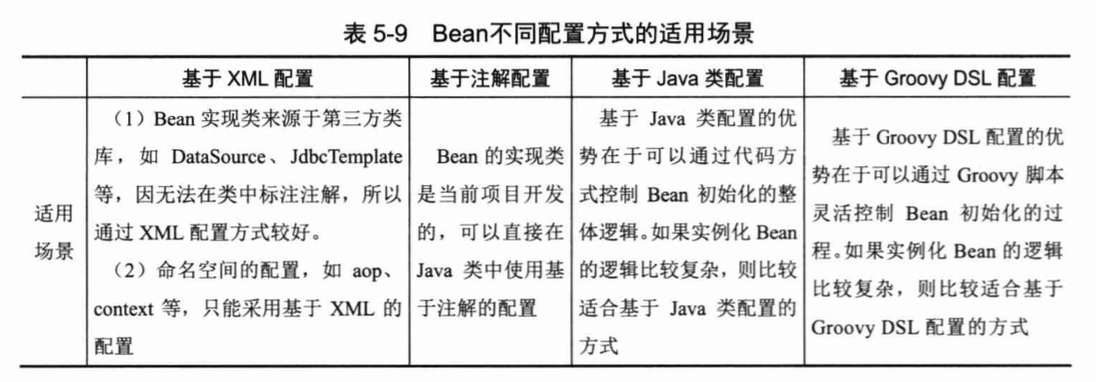 表 5-9 Bean不同配置方式的适用场景
基于 XML 配置
基于注解配置
基于 Java 类配置
基于 Groovy DSL 配置
适用
场景
（1）Bean 实现类来源于第三方类
库，如 DataSource、JdbcTemplate
等，因无法在类中标注注解，所以
通过 XML 配置方式较好。
（2）命名空间的配置，如 aop、
context 等，只能采用基于 XML 的
配置
Bean 的实现类
是当前项目开发
的，可以直接在
Java 类中使用基
于注解的配置
基于 Java 类配置的优
势在于可以通过代码方
式控制 Bean 初始化的整
体逻辑。如果实例化 Bean
的逻辑比较复杂，则比较
适合基于 Java 类配置的
方式
基于 Groovy DSL 配置的优
势在于可以通过 Groovy 脚本
灵活控制 Bean 初始化的过
程。如果实例化 Bean 的逻辑
比较复杂，则比较适合基于
Groovy DSL 配置的方式